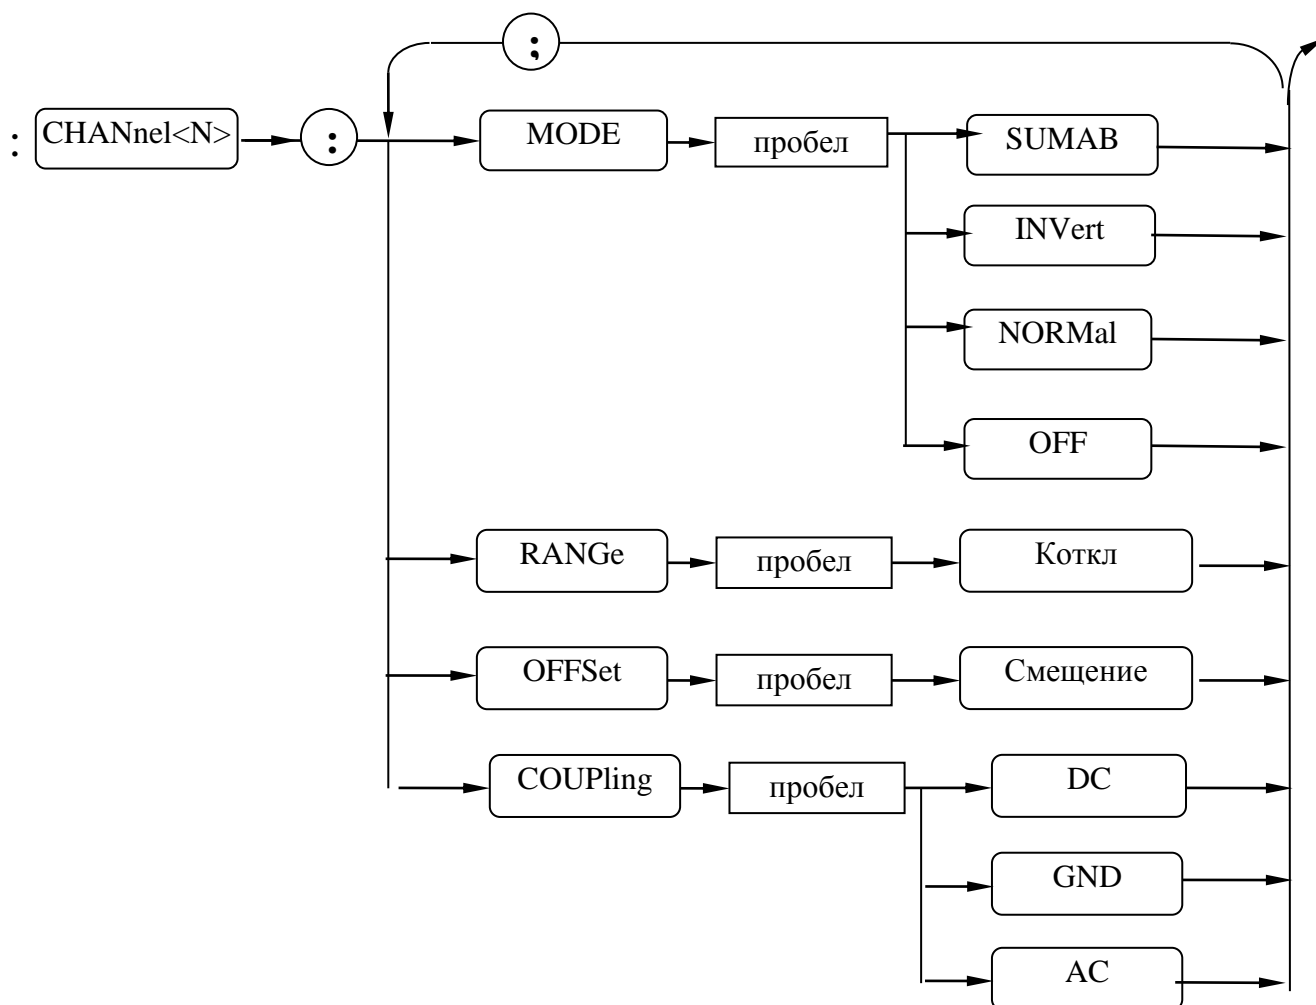 ;
: CHANnel<N> : MODE пробел SUMAB
INVert
NORMal
OFF
RANGe пробел Коткл
OFFSet пробел Смещение
COUPling пробел DC
GND
AC